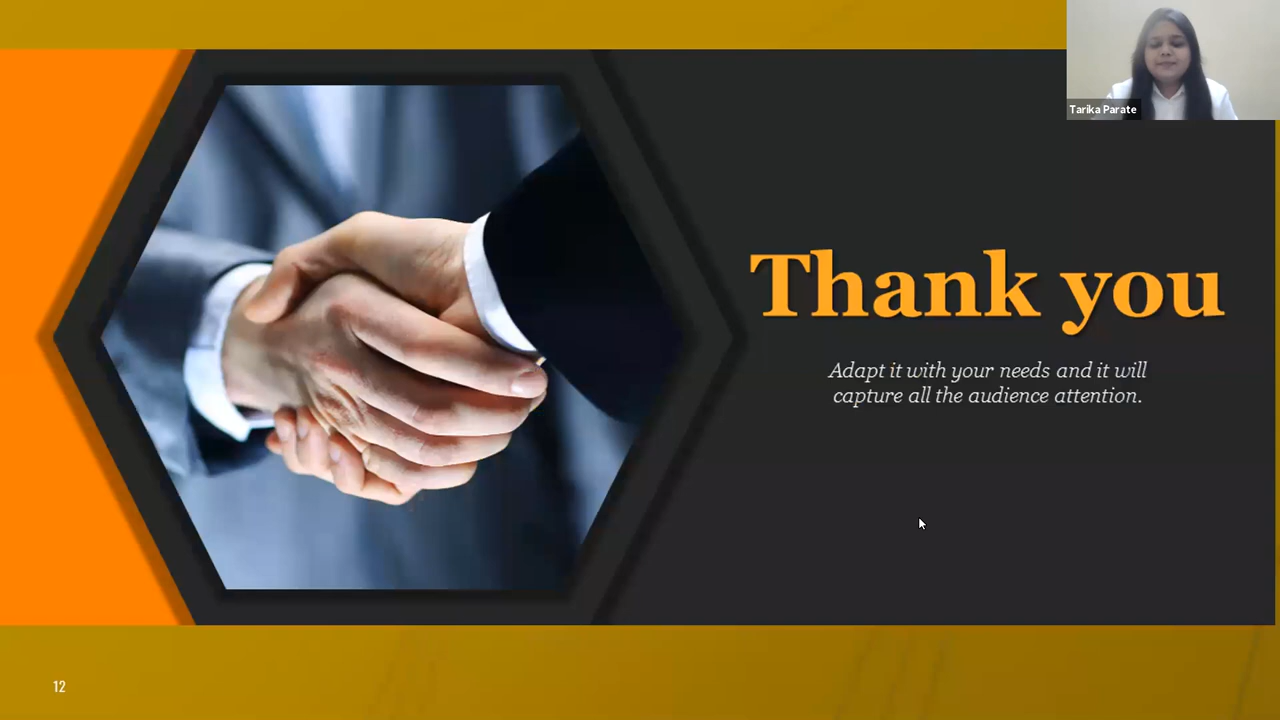 Tarika Parate
Thank you
Adapt it with your needs and it will
capture all the audience attention.
12